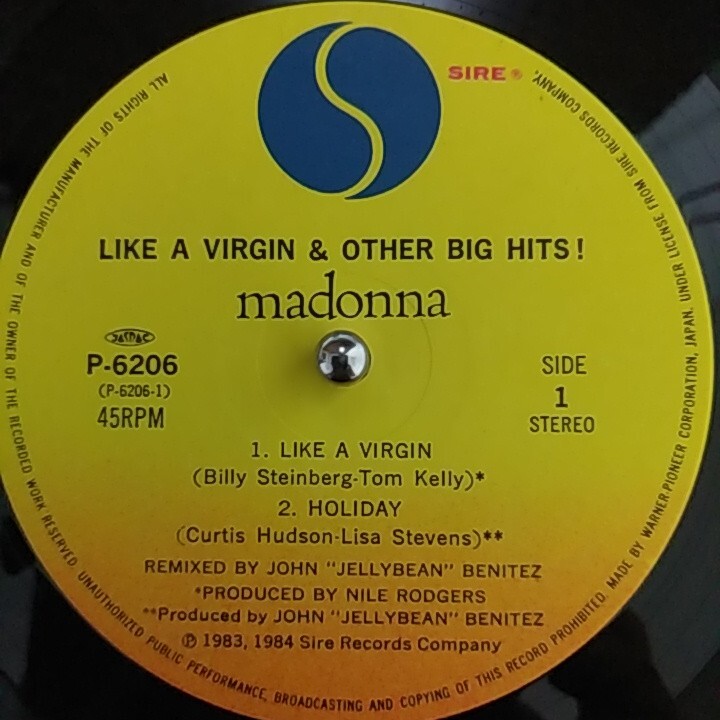 SIRE®
LIKE A VIRGIN & OTHER BIG HITS!
madonna
JASRAC
P-6206
(P-6206-1)
45RPM
SIDE
1
STEREO
1. LIKE A VIRGIN
(Billy Steinberg-Tom Kelly)*
2. HOLIDAY
(Curtis Hudson-Lisa Stevens)**
REMIXED BY JOHN "JELLYBEAN" BENITEZ
*PRODUCED BY NILE RODGERS
**Produced by JOHN "JELLYBEAN" BENITEZ
℗ 1983, 1984 Sire Records Company
ALL RIGHTS OF THE MANUFACTURER AND OF THE OWNER OF THE RECORDED WORK RESERVED. UNAUTHORIZED PUBLIC PERFORMANCE, BROADCASTING AND COPYING OF THIS RECORD PROHIBITED. MADE BY WARNER-PIONEER CORPORATION, JAPAN. UNDER LICENSE FROM SIRE RECORDS COMPANY.